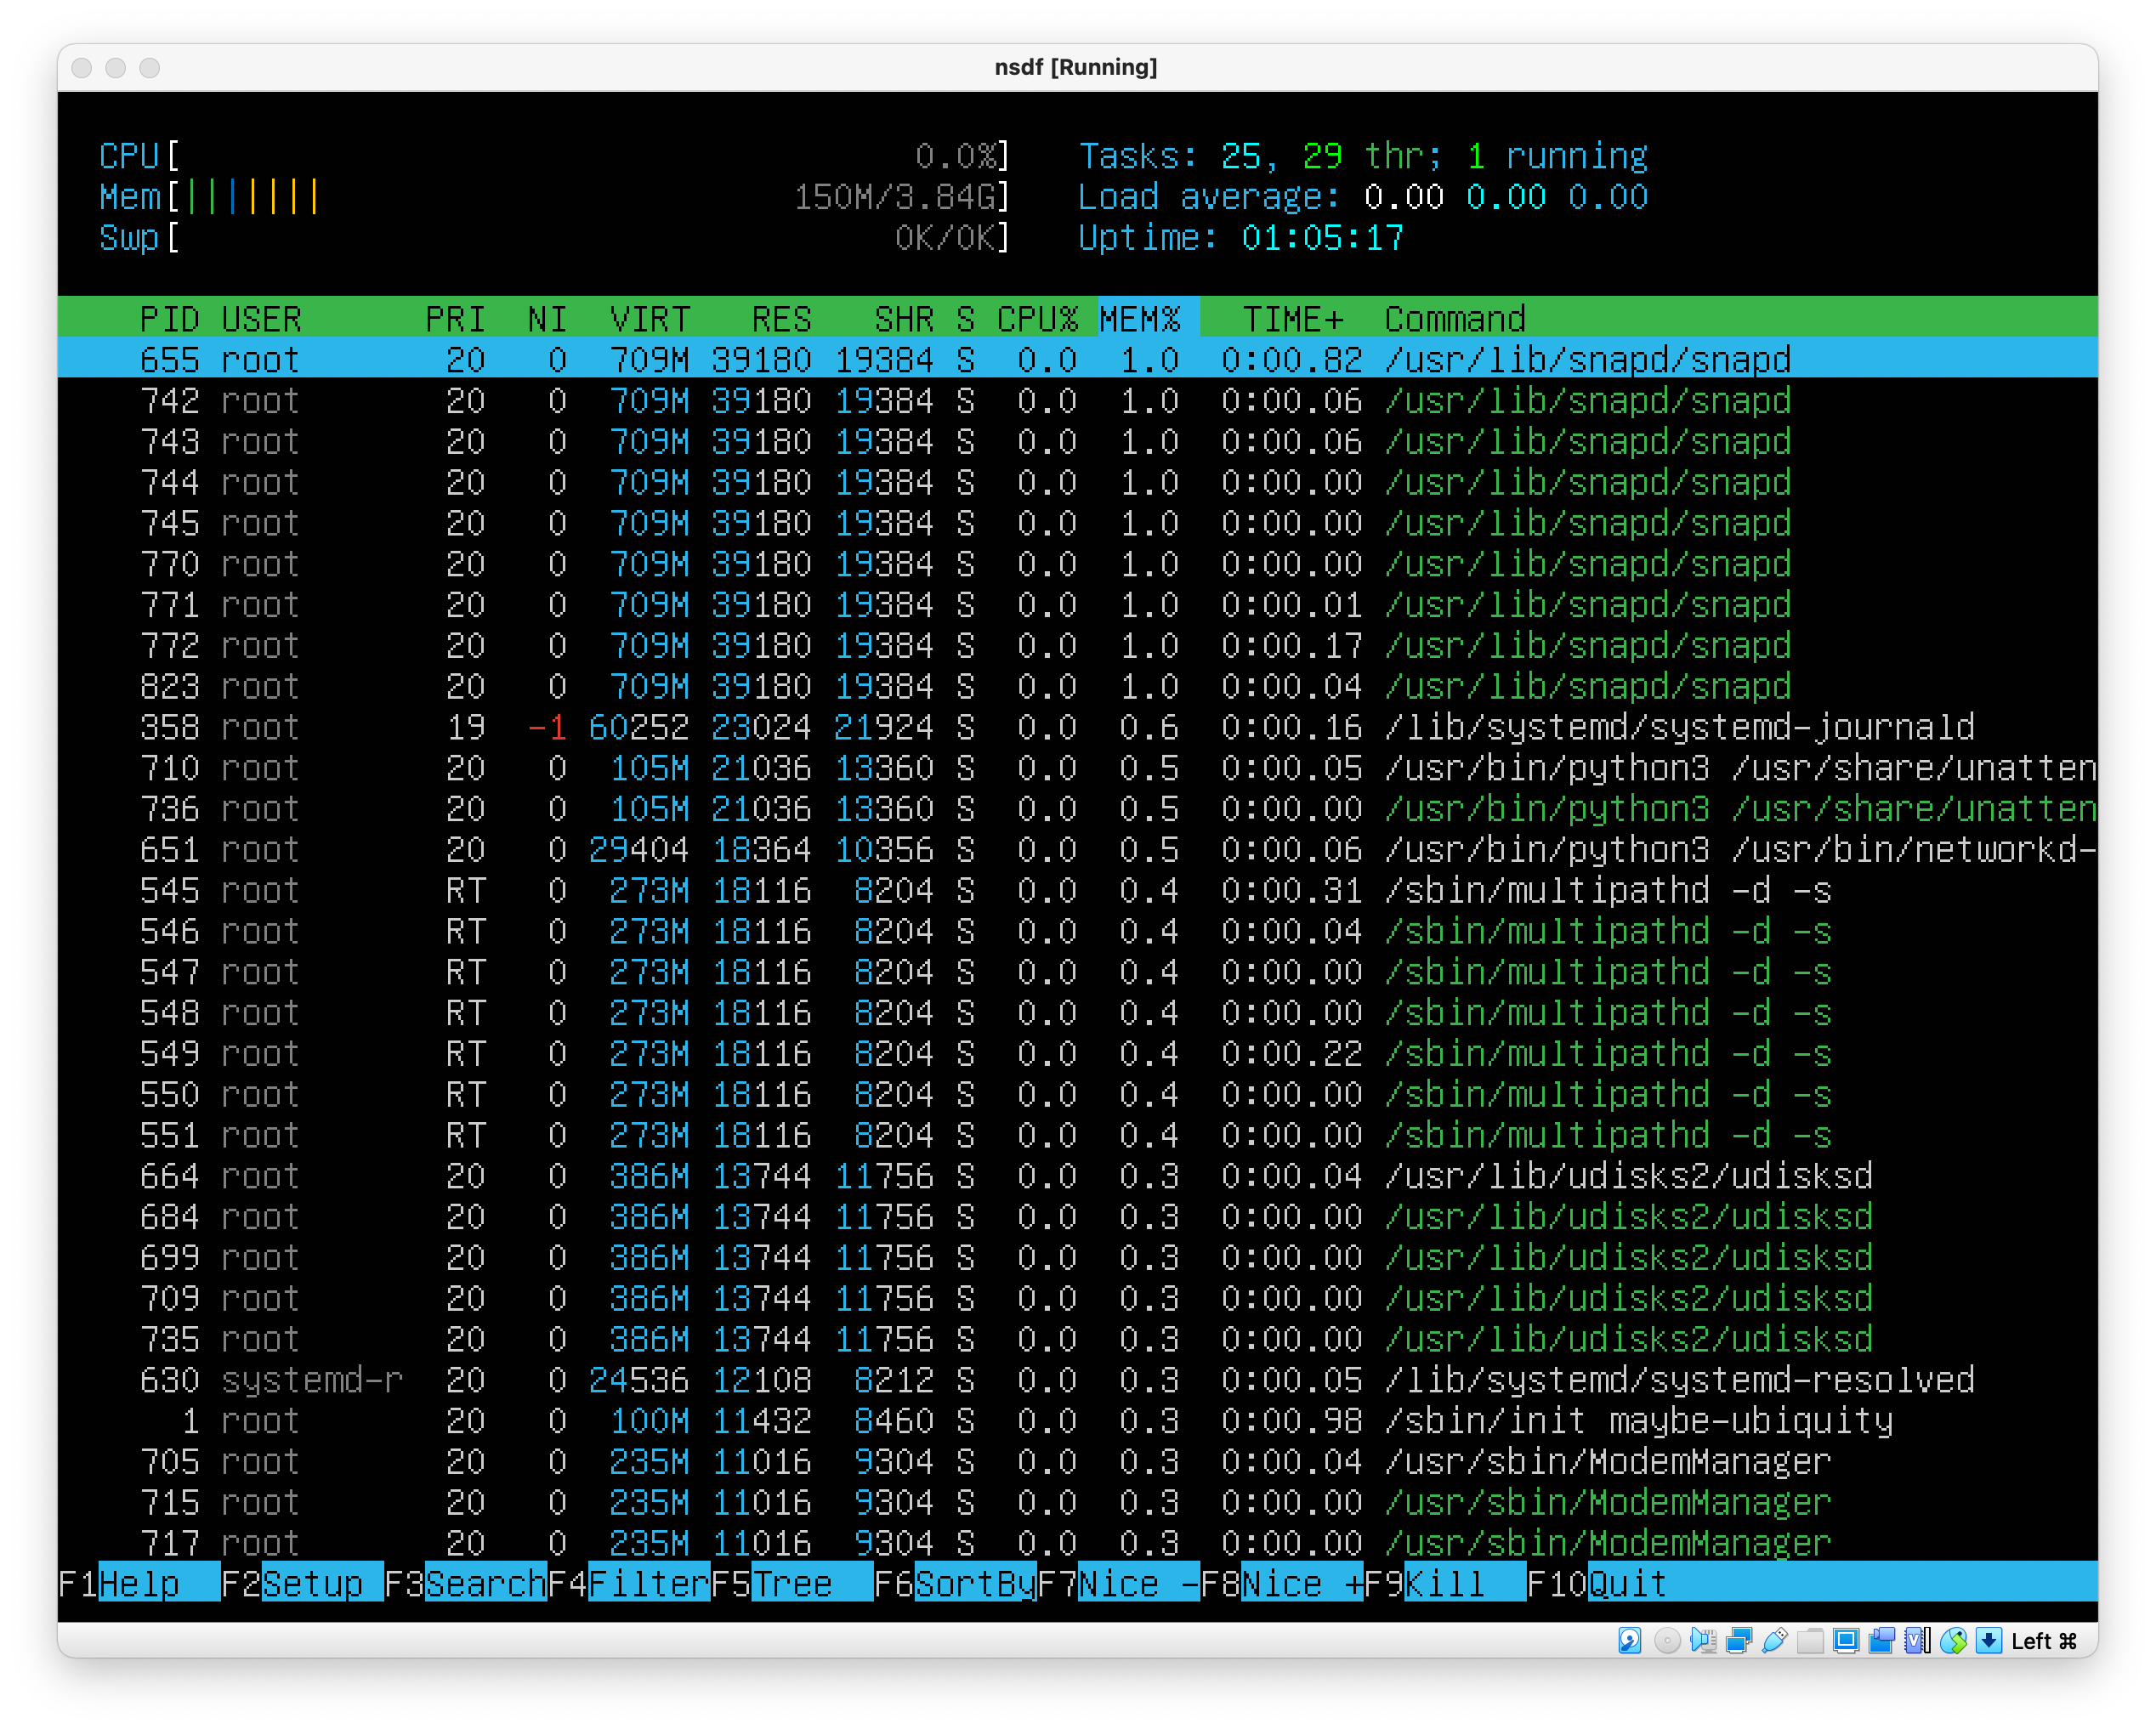 nsdf [Running]
CPU[ 0.0%] Tasks: 25, 29 thr; 1 running
Mem[||||||| 150M/3.84G] Load average: 0.00 0.00 0.00
Swp[ 0K/0K] Uptime: 01:05:17
PID USER PRI NI VIRT RES SHR S CPU% MEM% TIME+ Command
655 root 20 0 709M 39180 19384 S 0.0 1.0 0:00.82 /usr/lib/snapd/snapd
742 root 20 0 709M 39180 19384 S 0.0 1.0 0:00.06 /usr/lib/snapd/snapd
743 root 20 0 709M 39180 19384 S 0.0 1.0 0:00.06 /usr/lib/snapd/snapd
744 root 20 0 709M 39180 19384 S 0.0 1.0 0:00.00 /usr/lib/snapd/snapd
745 root 20 0 709M 39180 19384 S 0.0 1.0 0:00.00 /usr/lib/snapd/snapd
770 root 20 0 709M 39180 19384 S 0.0 1.0 0:00.00 /usr/lib/snapd/snapd
771 root 20 0 709M 39180 19384 S 0.0 1.0 0:00.01 /usr/lib/snapd/snapd
772 root 20 0 709M 39180 19384 S 0.0 1.0 0:00.17 /usr/lib/snapd/snapd
823 root 20 0 709M 39180 19384 S 0.0 1.0 0:00.04 /usr/lib/snapd/snapd
358 root 19 -1 60252 23024 21924 S 0.0 0.6 0:00.16 /lib/systemd/systemd-journald
710 root 20 0 105M 21036 13360 S 0.0 0.5 0:00.05 /usr/bin/python3 /usr/share/unatten
736 root 20 0 105M 21036 13360 S 0.0 0.5 0:00.00 /usr/bin/python3 /usr/share/unatten
651 root 20 0 29404 18364 10356 S 0.0 0.5 0:00.06 /usr/bin/python3 /usr/bin/networkd-
545 root RT 0 273M 18116 8204 S 0.0 0.4 0:00.31 /sbin/multipathd -d -s
546 root RT 0 273M 18116 8204 S 0.0 0.4 0:00.04 /sbin/multipathd -d -s
547 root RT 0 273M 18116 8204 S 0.0 0.4 0:00.00 /sbin/multipathd -d -s
548 root RT 0 273M 18116 8204 S 0.0 0.4 0:00.00 /sbin/multipathd -d -s
549 root RT 0 273M 18116 8204 S 0.0 0.4 0:00.22 /sbin/multipathd -d -s
550 root RT 0 273M 18116 8204 S 0.0 0.4 0:00.00 /sbin/multipathd -d -s
551 root RT 0 273M 18116 8204 S 0.0 0.4 0:00.00 /sbin/multipathd -d -s
664 root 20 0 386M 13744 11756 S 0.0 0.3 0:00.04 /usr/lib/udisks2/udisksd
684 root 20 0 386M 13744 11756 S 0.0 0.3 0:00.00 /usr/lib/udisks2/udisksd
699 root 20 0 386M 13744 11756 S 0.0 0.3 0:00.00 /usr/lib/udisks2/udisksd
709 root 20 0 386M 13744 11756 S 0.0 0.3 0:00.00 /usr/lib/udisks2/udisksd
735 root 20 0 386M 13744 11756 S 0.0 0.3 0:00.00 /usr/lib/udisks2/udisksd
630 systemd-r 20 0 24536 12108 8212 S 0.0 0.3 0:00.05 /lib/systemd/systemd-resolved
1 root 20 0 100M 11432 8460 S 0.0 0.3 0:00.98 /sbin/init maybe-ubiquity
705 root 20 0 235M 11016 9304 S 0.0 0.3 0:00.04 /usr/sbin/ModemManager
715 root 20 0 235M 11016 9304 S 0.0 0.3 0:00.00 /usr/sbin/ModemManager
717 root 20 0 235M 11016 9304 S 0.0 0.3 0:00.00 /usr/sbin/ModemManager
F1Help F2Setup F3SearchF4FilterF5Tree F6SortByF7Nice -F8Nice +F9Kill F10Quit
Left ⌘